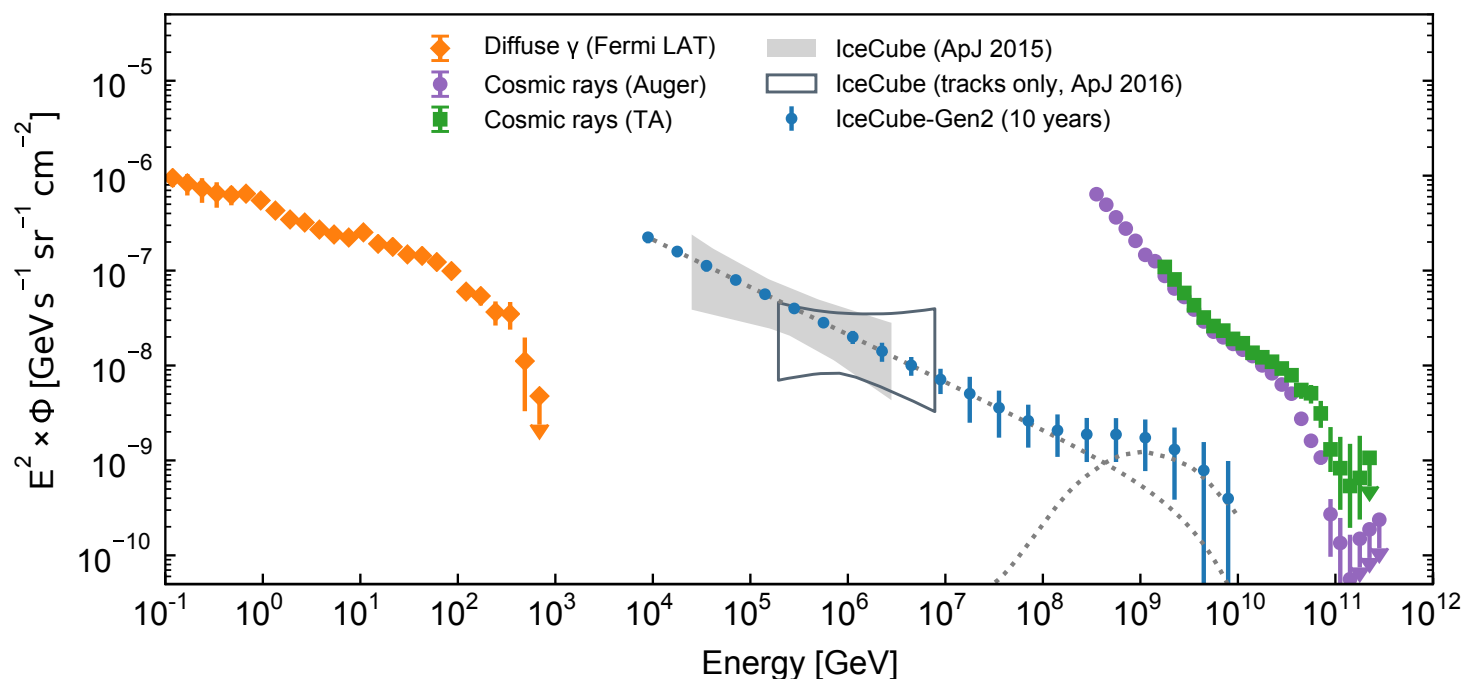 Diffuse γ (Fermi LAT)
Cosmic rays (Auger)
Cosmic rays (TA)
IceCube (ApJ 2015)
IceCube (tracks only, ApJ 2016)
IceCube-Gen2 (10 years)
E² × Φ [GeV s⁻¹ sr⁻¹ cm⁻²]
10⁻⁵
10⁻⁶
10⁻⁷
10⁻⁸
10⁻⁹
10⁻¹⁰
10⁻¹ 10⁰ 10¹ 10² 10³ 10⁴ 10⁵ 10⁶ 10⁷ 10⁸ 10⁹ 10¹⁰ 10¹¹ 10¹²
Energy [GeV]